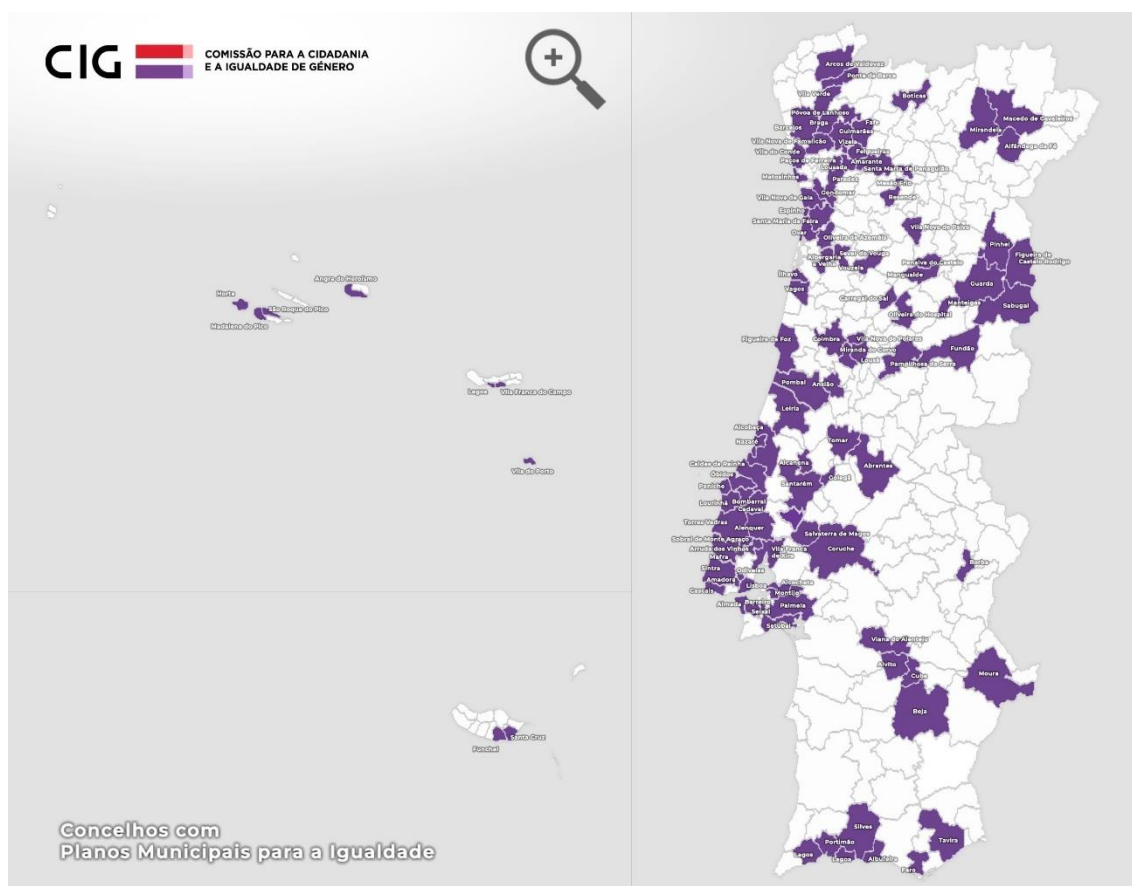 CIG
COMISSÃO PARA A CIDADANIA
E A IGUALDADE DE GÉNERO
Angra do Heroísmo
Horta
São Roque do Pico
Madalena do Pico
Lagoa
Vila Franca do Campo
Vila do Porto
Santa Cruz
Funchal
Concelhos com
Planos Municipais para a Igualdade
Arcos de Valdevez
Ponte da Barca
Vila Verde
Boticas
Póvoa de Lanhoso
Macedo de Cavaleiros
Braga
Fafe
Barcelos
Guimarães
Mirandela
Vila Nova de Famalicão
Vizela
Alfândega da Fé
Vila do Conde
Felgueiras
Paços de Ferreira
Amarante
Lousada
Santa Maria de Penaguião
Matosinhos
Paredes
Mesão Frio
Gondomar
Vila Nova de Gaia
Resende
Espinho
Santa Maria da Feira
Vila Nova de Paiva
Ovar
Oliveira de Azeméis
Pinhel
Sever do Vouga
Figueira de
Castelo Rodrigo
Albergaria
a Velha
Vouzela
Penalva do Castelo
Mangualde
Ílhavo
Guarda
Vagos
Carregal do Sal
Manteigas
Sabugal
Oliveira do Hospital
Figueira da Foz
Coimbra
Vila Nova de Poiares
Miranda do Corvo
Fundão
Lousã
Pampilhosa da Serra
Pombal
Ansião
Leiria
Alcobaça
Nazaré
Tomar
Caldas da Rainha
Alcanena
Abrantes
Óbidos
Golegã
Peniche
Santarém
Lourinhã
Bombarral
Cadaval
Torres Vedras
Alenquer
Salvaterra de Magos
Sobral de Monte Agraço
Coruche
Arruda dos Vinhos
Vila Franca
de Xira
Mafra
Borba
Sintra
Odivelas
Amadora
Lisboa
Alcochete
Cascais
Montijo
Almada
Barreiro
Palmela
Seixal
Setúbal
Viana do Alentejo
Alvito
Cuba
Moura
Beja
Silves
Portimão
Tavira
Lagos
Lagoa
Albufeira
Faro